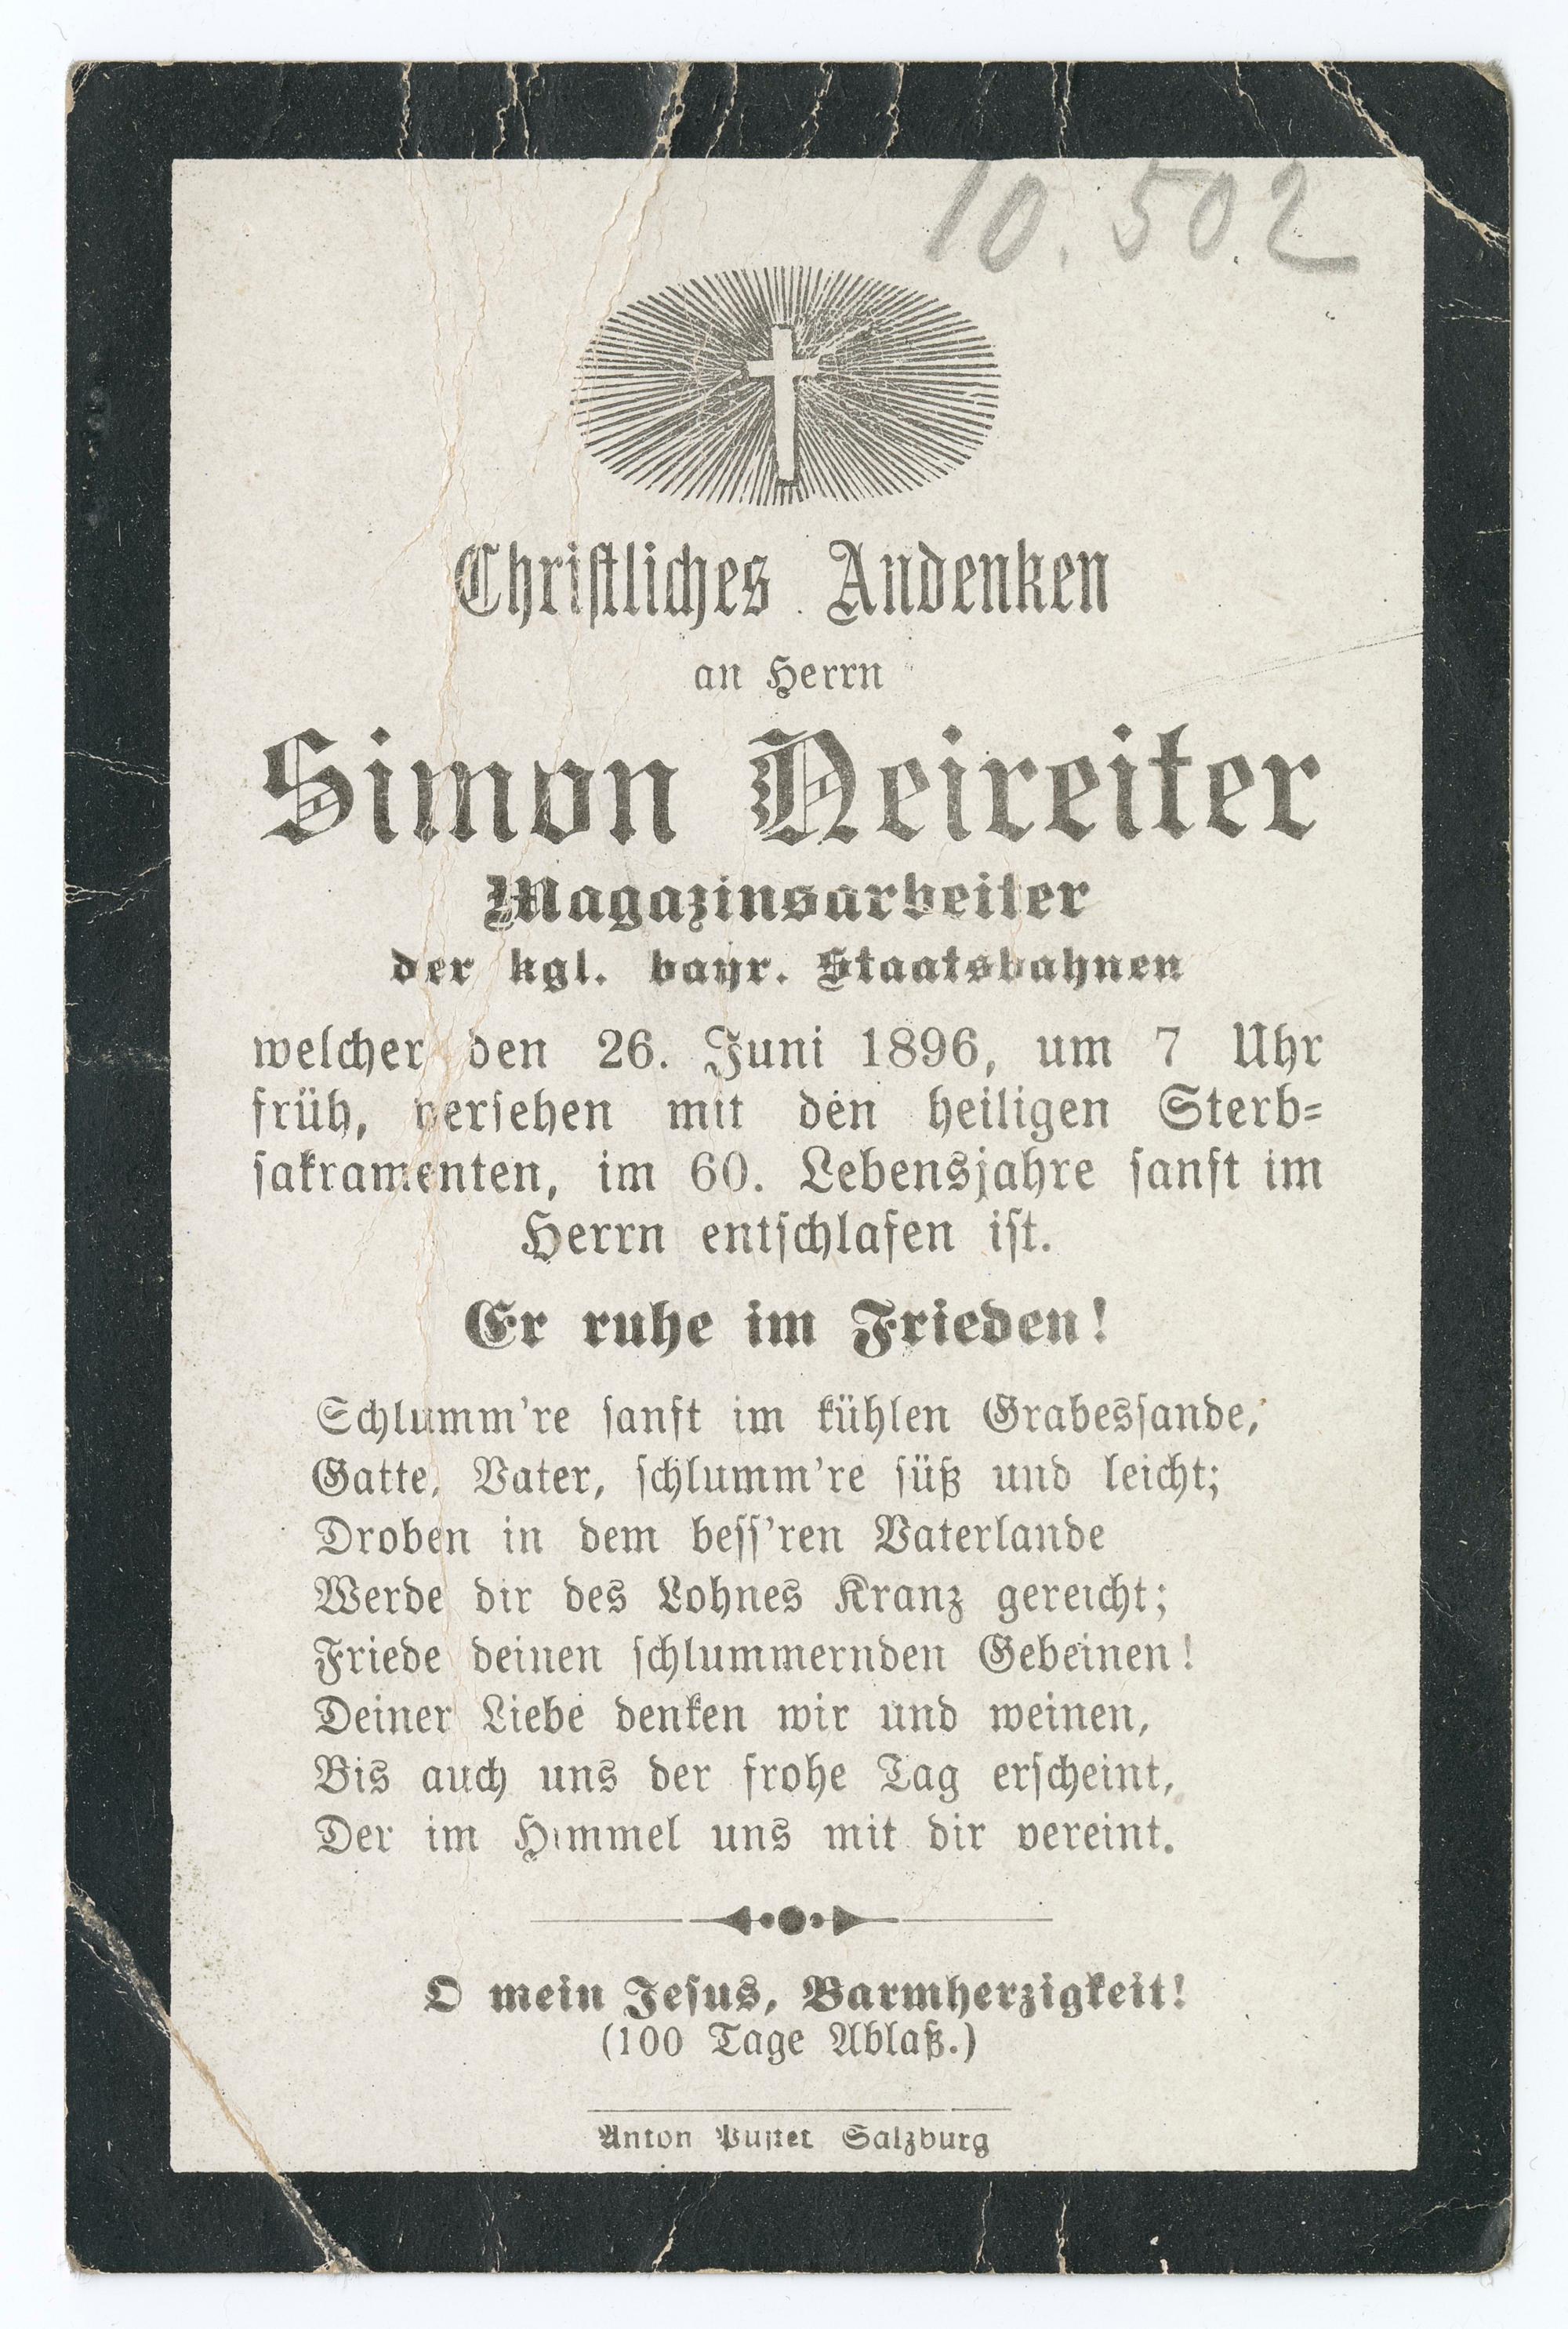 10.502
Christliches Andenken
an Herrn
Simon Neireiter
Magazinsarbeiter
der kgl. bayr. Staatsbahnen
welcher den 26. Juni 1896, um 7 Uhr
früh, versehen mit den heiligen Sterb-
sakramenten, im 60. Lebensjahre sanft im
Herrn entschlafen ist.
Er ruhe im Frieden!
Schlumm're sanft im kühlen Grabessande,
Gatte, Vater, schlumm're süß und leicht;
Droben in dem bess'ren Vaterlande
Werde dir des Lohnes Kranz gereicht;
Friede deinen schlummernden Gebeinen!
Deiner Liebe denken wir und weinen,
Bis auch uns der frohe Tag erscheint,
Der im Himmel uns mit dir vereint.
O mein Jesus, Barmherzigkeit!
(100 Tage Ablaß.)
Anton Pustet Salzburg